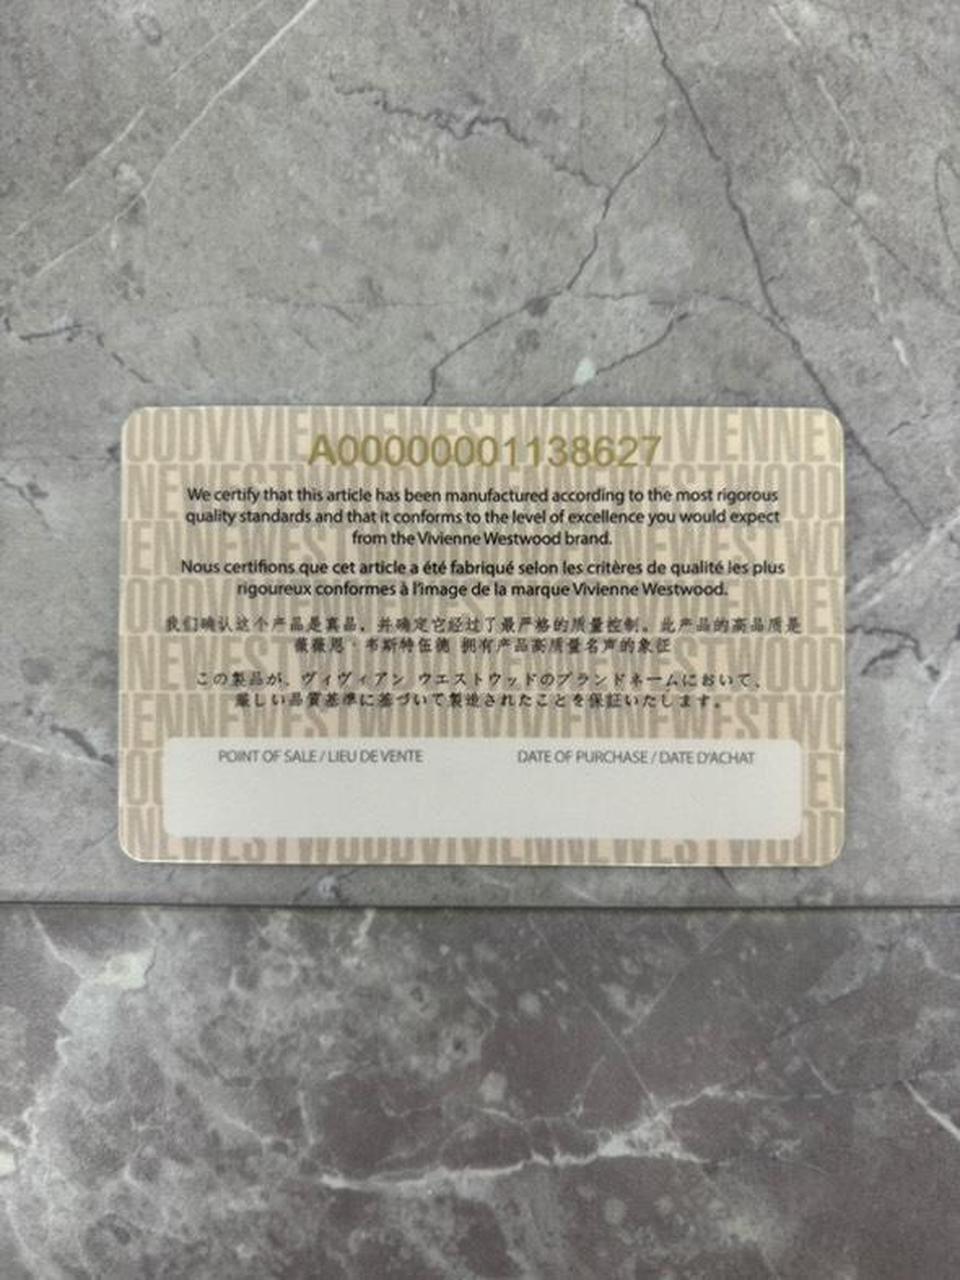 A00000001138627
We certify that this article has been manufactured according to the most rigorous
quality standards and that it conforms to the level of excellence you would expect
from the Vivienne Westwood brand.
Nous certifions que cet article a été fabriqué selon les critères de qualité les plus
rigoureux conformes à l'image de la marque Vivienne Westwood.
我们确认这个产品是真品，并确定它经过了最严格的质量控制。此产品的高品质是
薇薇恩·韦斯特伍德 拥有产品高质量名声的象征
この製品が、ヴィヴィアン ウエストウッドのブランドネームにおいて、
厳しい品質基準に基づいて製造されたことを保証いたします。
POINT OF SALE / LIEU DE VENTE
DATE OF PURCHASE / DATE D'ACHAT